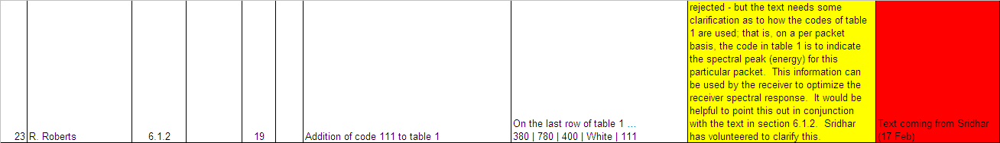 rejected - but the text needs some
clarification as to how the codes of table
1 are used; that is, on a per packet
basis, the code in table 1 is to indicate
the spectral peak (energy) for this
particular packet.  This information can
be used by the receiver to optimize the
receiver spectral response.  It would be
helpful to point this out in conjunction
with the text in section 6.1.2.  Sridhar
has volunteered to clarify this.
23 R. Roberts 6.1.2 19 Addition of code 111 to table 1
On the last row of table 1 ...
380 | 780 | 400 | White | 111
Text coming from Sridhar
(17 Feb)